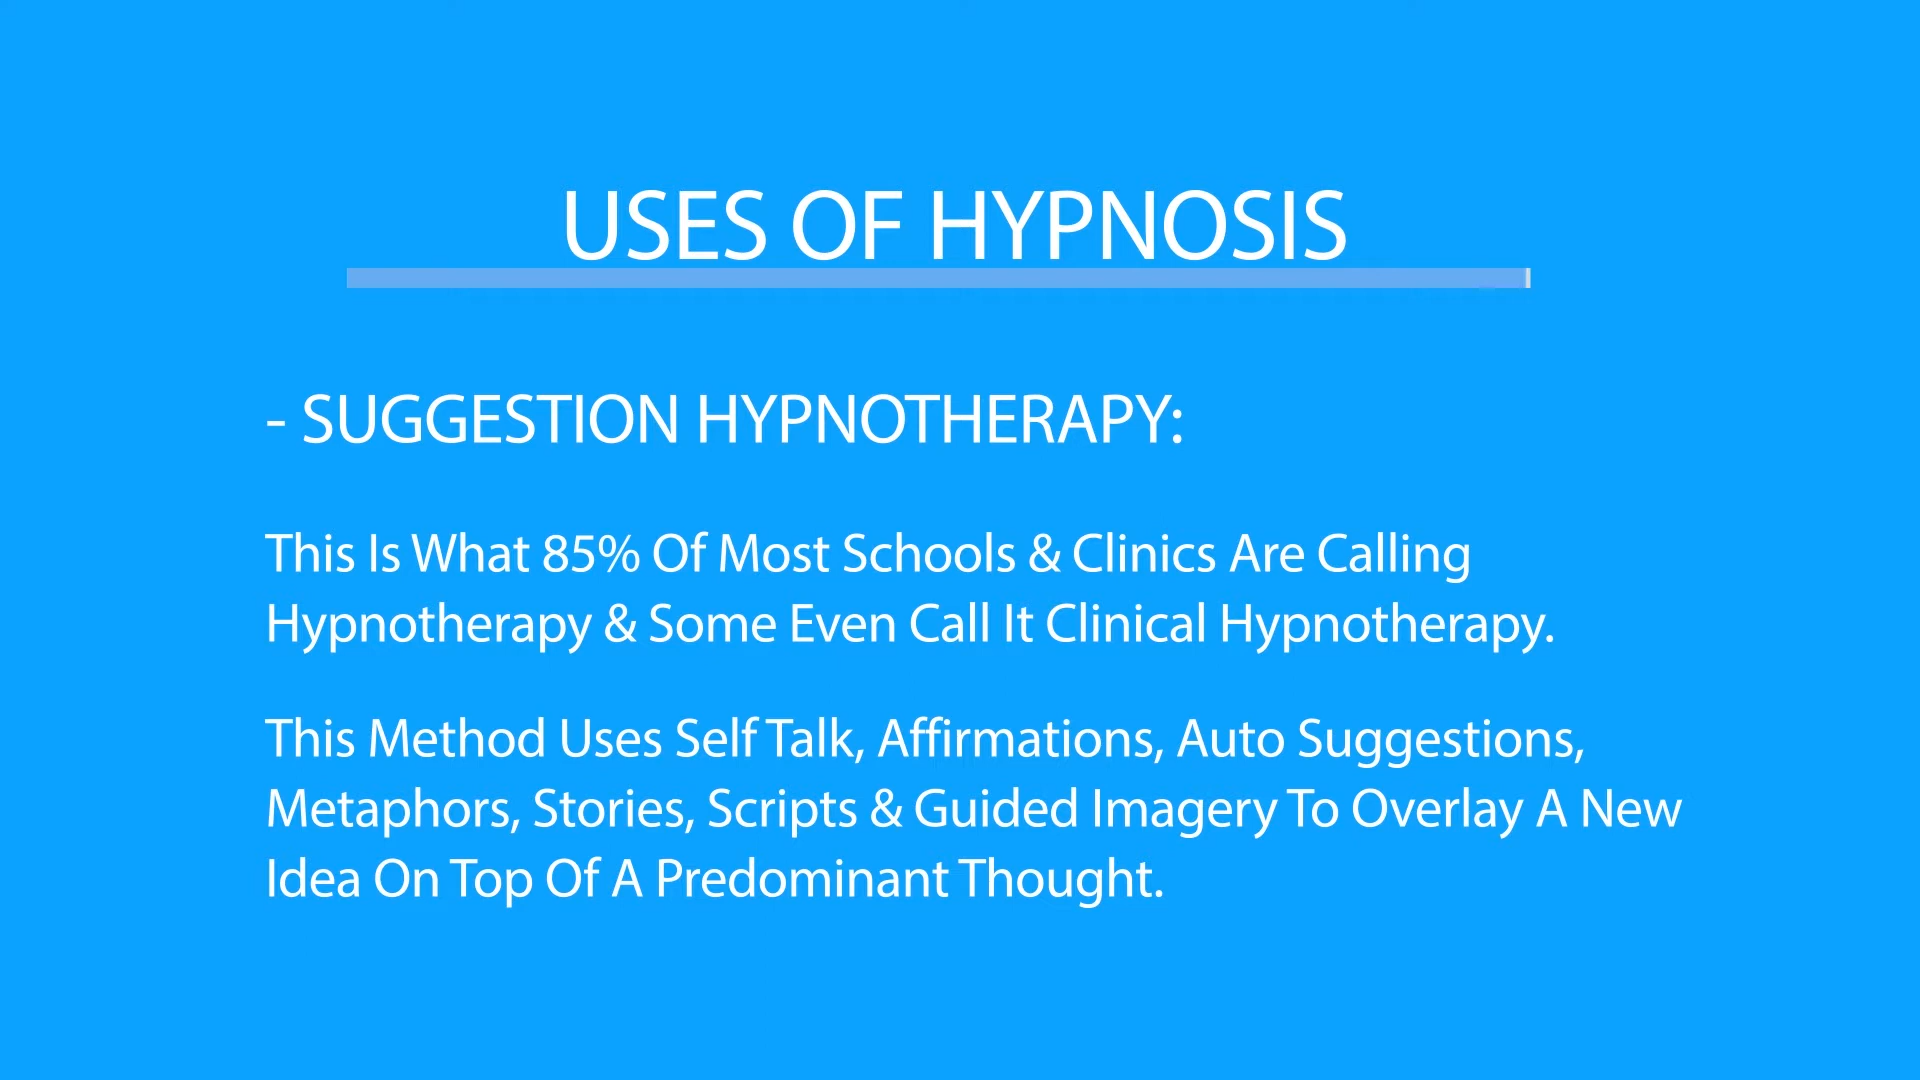 USES OF HYPNOSIS
- SUGGESTION HYPNOTHERAPY:
This Is What 85% Of Most Schools & Clinics Are Calling
Hypnotherapy & Some Even Call It Clinical Hypnotherapy.
This Method Uses Self Talk, Affirmations, Auto Suggestions,
Metaphors, Stories, Scripts & Guided Imagery To Overlay A New
Idea On Top Of A Predominant Thought.